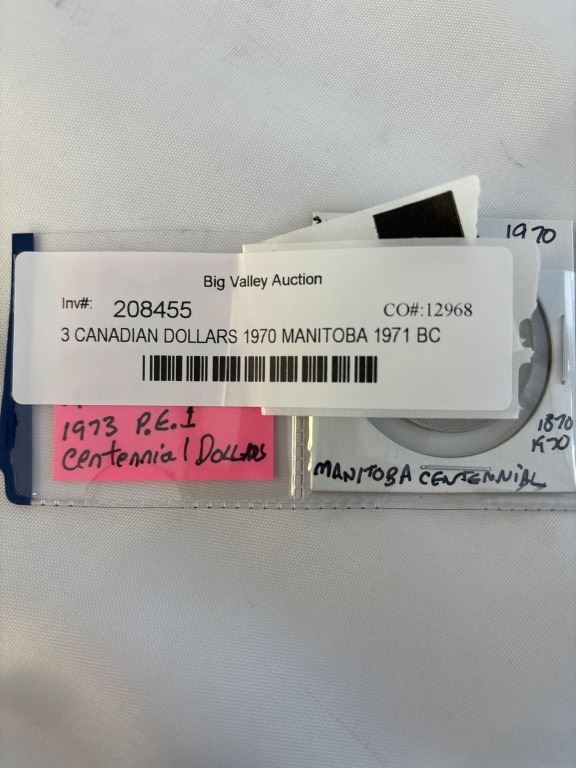 1970
Big Valley Auction
Inv#: 208455 CO#:12968
3 CANADIAN DOLLARS 1970 MANITOBA 1971 BC
1973 P.E.I
Centennial Dollars
1870
1970
MANITOBA CENTENNIAL